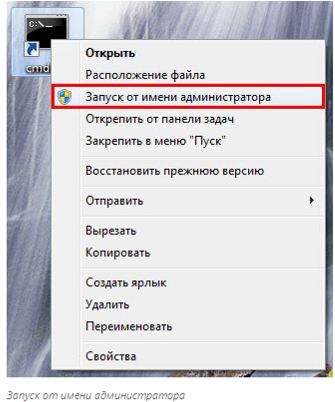 C:\
cmd
Открыть
Расположение файла
Запуск от имени администратора
Открепить от панели задач
Закрепить в меню "Пуск"
Восстановить прежнюю версию
Отправить
Вырезать
Копировать
Создать ярлык
Удалить
Переименовать
Свойства
Запуск от имени администратора